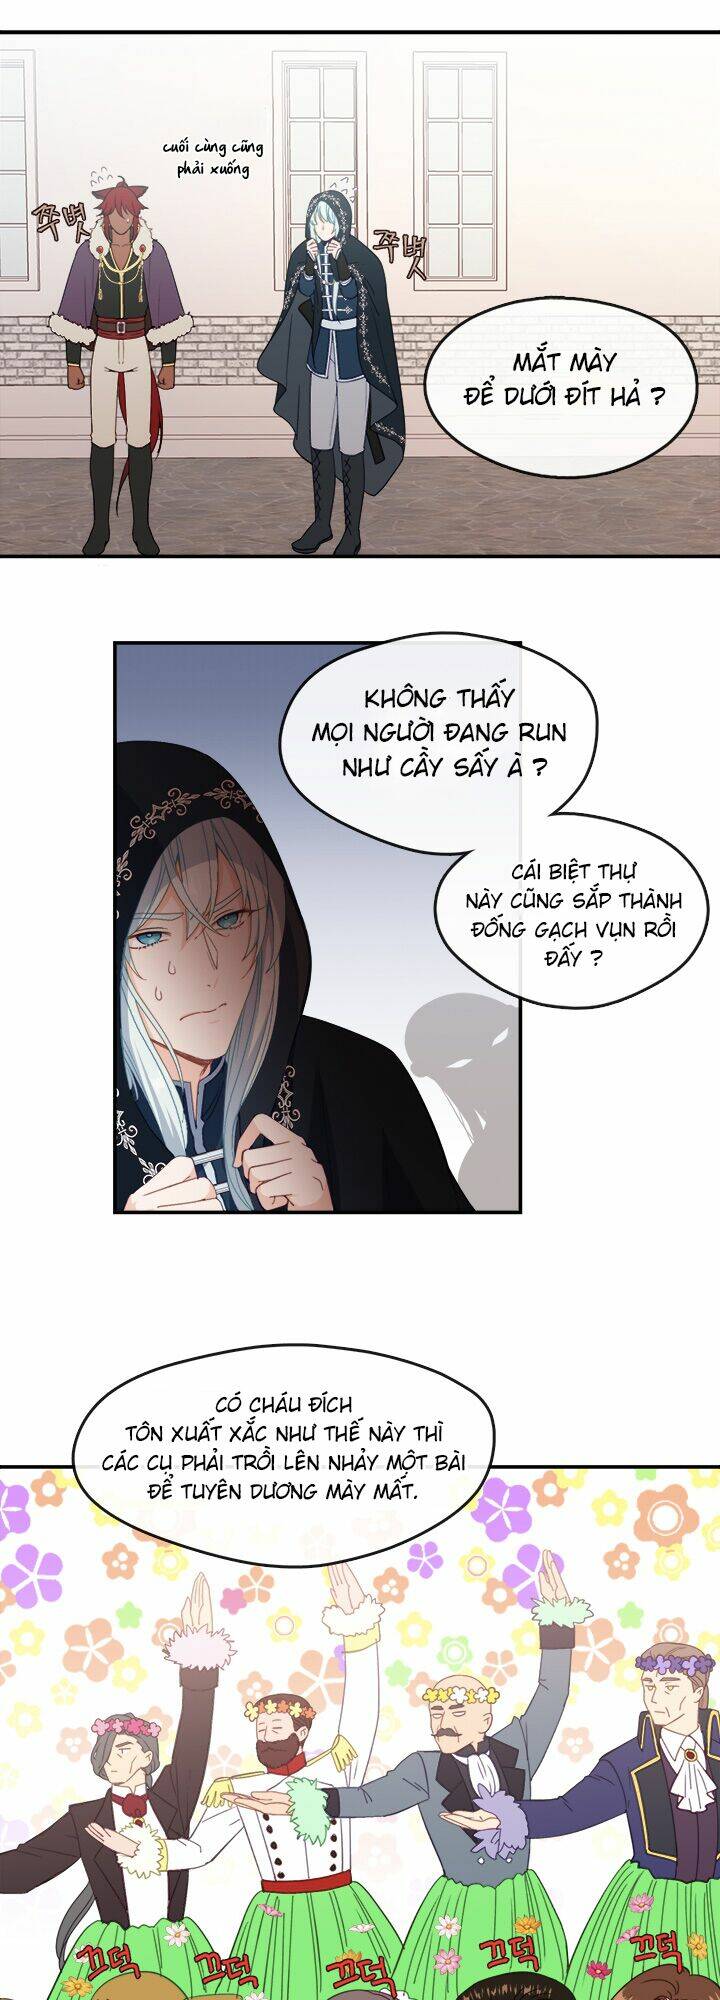 cuối cùng cũng
phải xuống
쭈볏
쭈볏
MẮT MÀY
ĐỂ DƯỚI ĐÍT HẢ ?
KHÔNG THẤY
MỌI NGƯỜI ĐANG RUN
NHƯ CẦY SẤY À ?
CÁI BIỆT THỰ
NÀY CŨNG SẮP THÀNH
ĐỐNG GẠCH VỤN RỒI
ĐẤY ?
CÓ CHÁU ĐÍCH
TÔN XUẤT XẮC NHƯ THẾ NÀY THÌ
CÁC CỤ PHẢI TRỒI LÊN NHẢY MỘT BÀI
ĐỂ TUYÊN DƯƠNG MÀY MẤT.
끄덕
끄덕
끄덕
끄덕